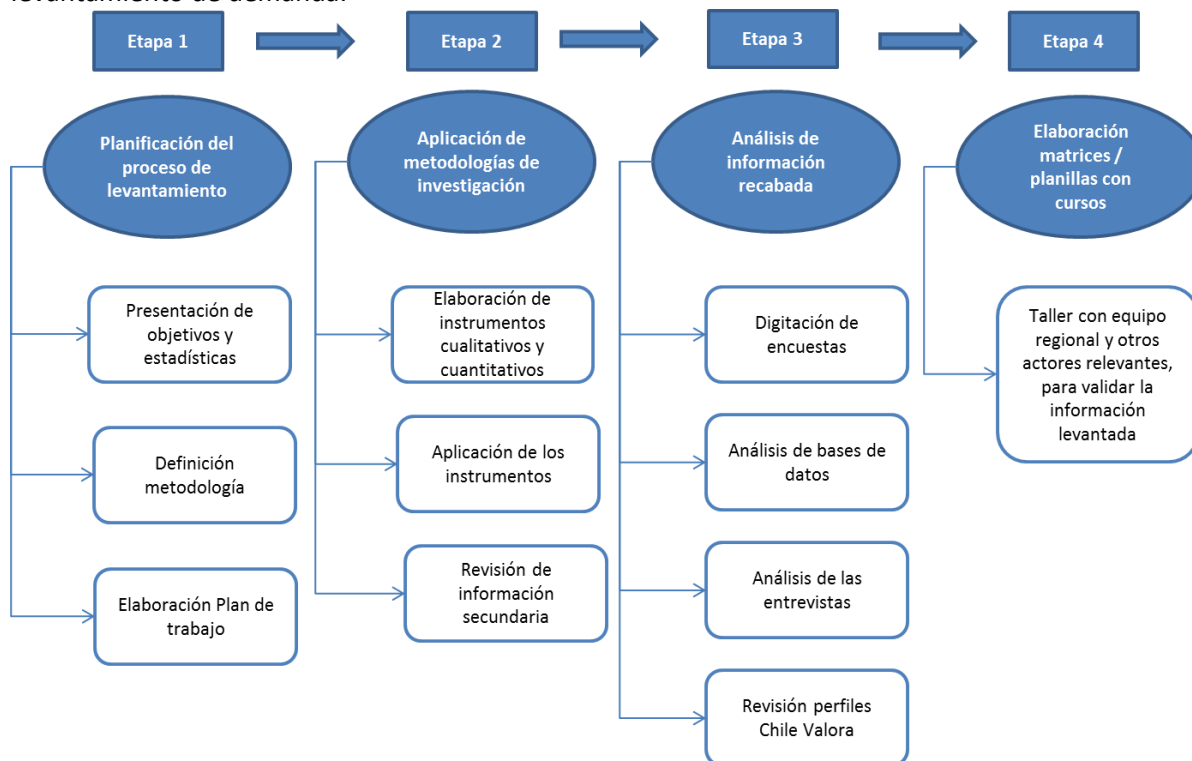 levantamiento de demanda.
Etapa 1
Etapa 2
Etapa 3
Etapa 4
Planificación del
proceso de
levantamiento
Aplicación de
metodologías de
investigación
Análisis de
información
recabada
Elaboración
matrices /
planillas con
cursos
Presentación de
objetivos y
estadísticas
Definición
metodología
Elaboración Plan de
trabajo
Elaboración de
instrumentos
cualitativos y
cuantitativos
Aplicación de los
instrumentos
Revisión de
información
secundaria
Digitación de
encuestas
Análisis de bases de
datos
Análisis de las
entrevistas
Revisión perfiles
Chile Valora
Taller con equipo
regional y otros
actores relevantes,
para validar la
información
levantada